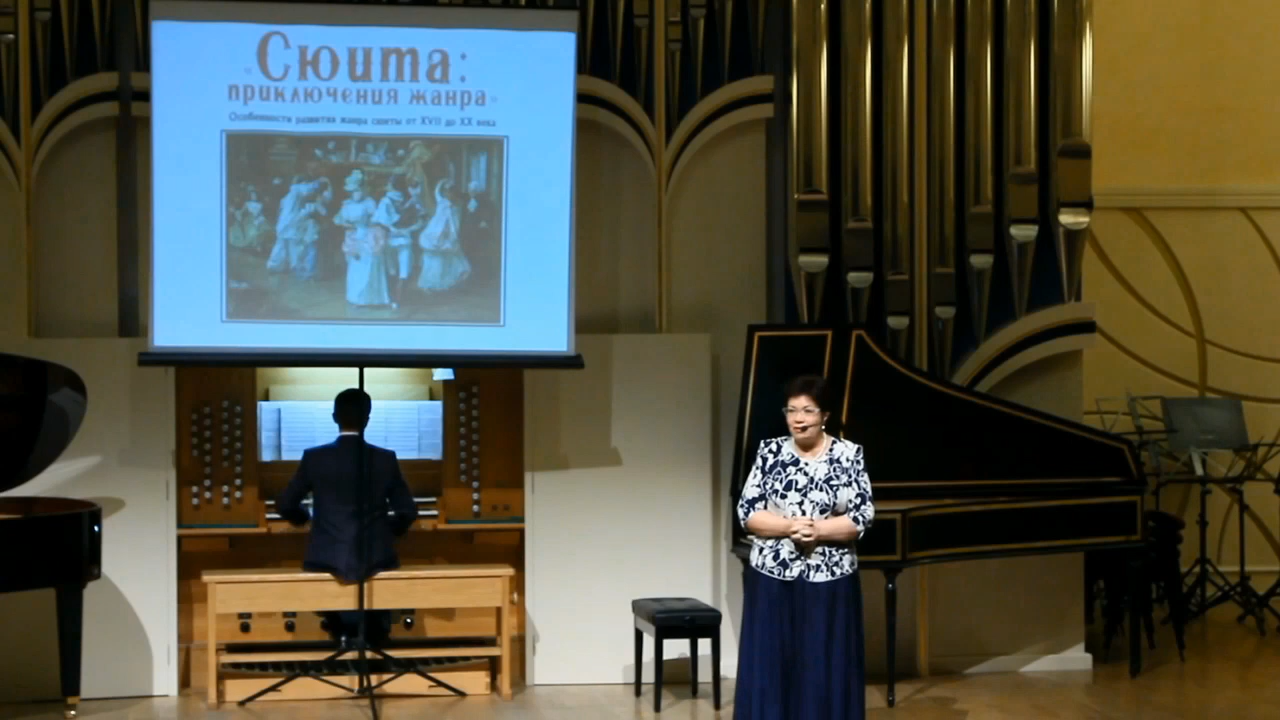 «Сюита:
приключения жанра»
Особенности развития жанра сюиты от XVII до XX века